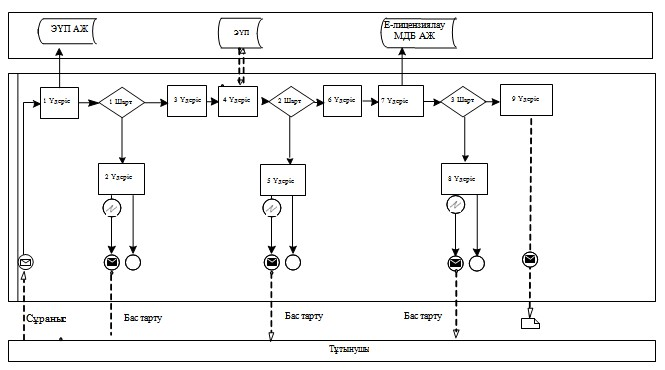 ЭҮП АЖ
ЭҮП
Е-лицензиялау
МДБ АЖ
1 Үдеріс
1 Шарт
3 Үдеріс
4 Үдеріс
2 Шарт
6 Үдеріс
7 Үдеріс
3 Шарт
9 Үдеріс
2 Үдеріс
5 Үдеріс
8 Үдеріс
Сұраныс
Бас тарту
Бас тарту
Бас тарту
Тұтынушы